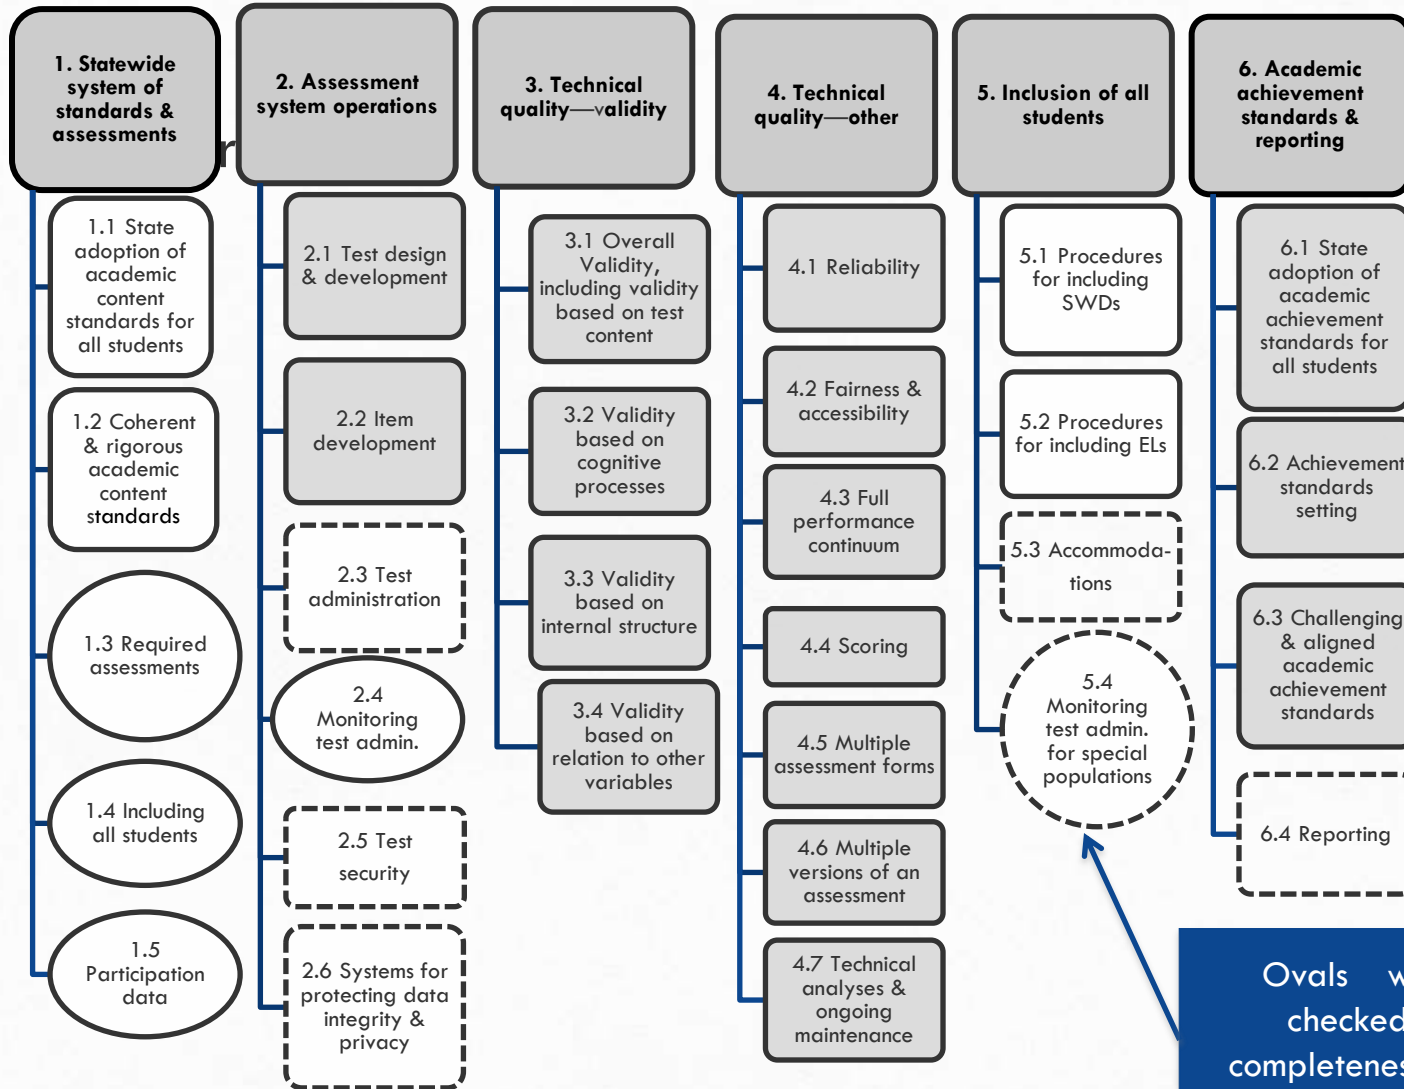 1. Statewide
system of
standards &
assessments
r
1.1 State
adoption of
academic
content
standards for
all students
1.2 Coherent
& rigorous
academic
content
standards
1.3 Required
assessments
1.4 Including
all students
1.5
Participation
data
2. Assessment
system operations
2.1 Test design
& development
2.2 Item
development
2.3 Test
administration
2.4
Monitoring
test admin.
2.5 Test
security
2.6 Systems for
protecting data
integrity &
privacy
3. Technical
quality—validity
3.1 Overall
Validity,
including validity
based on test
content
3.2 Validity
based on
cognitive
processes
3.3 Validity
based on
internal structure
3.4 Validity
based on
relation to other
variables
4. Technical
quality—other
4.1 Reliability
4.2 Fairness &
accessibility
4.3 Full
performance
continuum
4.4 Scoring
4.5 Multiple
assessment forms
4.6 Multiple
versions of an
assessment
4.7 Technical
analyses &
ongoing
maintenance
5. Inclusion of all
students
5.1 Procedures
for including
SWDs
5.2 Procedures
for including ELs
5.3 Accommoda-
tions
5.4
Monitoring
test admin.
for special
populations
6. Academic
achievement
standards &
reporting
6.1 State
adoption of
academic
achievement
standards for
all students
6.2 Achievement
standards
setting
6.3 Challenging
& aligned
academic
achievement
standards
6.4 Reporting
Ovals w
checked
completenes